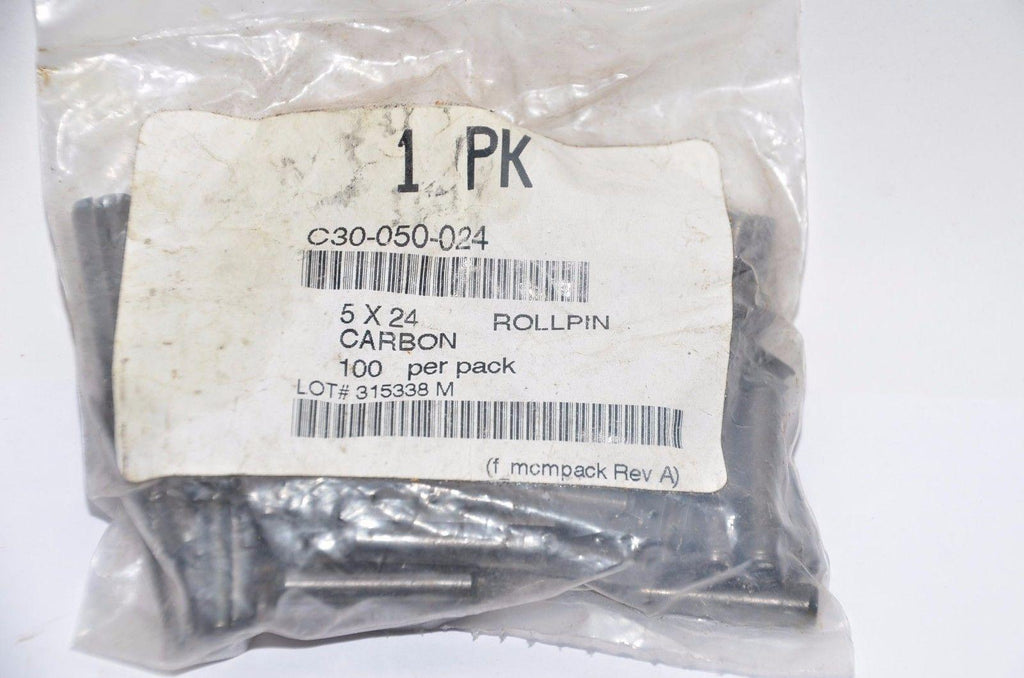 1 PK
C30-050-024
5 X 24 ROLLPIN
CARBON
100 per pack
LOT# 315338 M
(f_mcmpack Rev A)